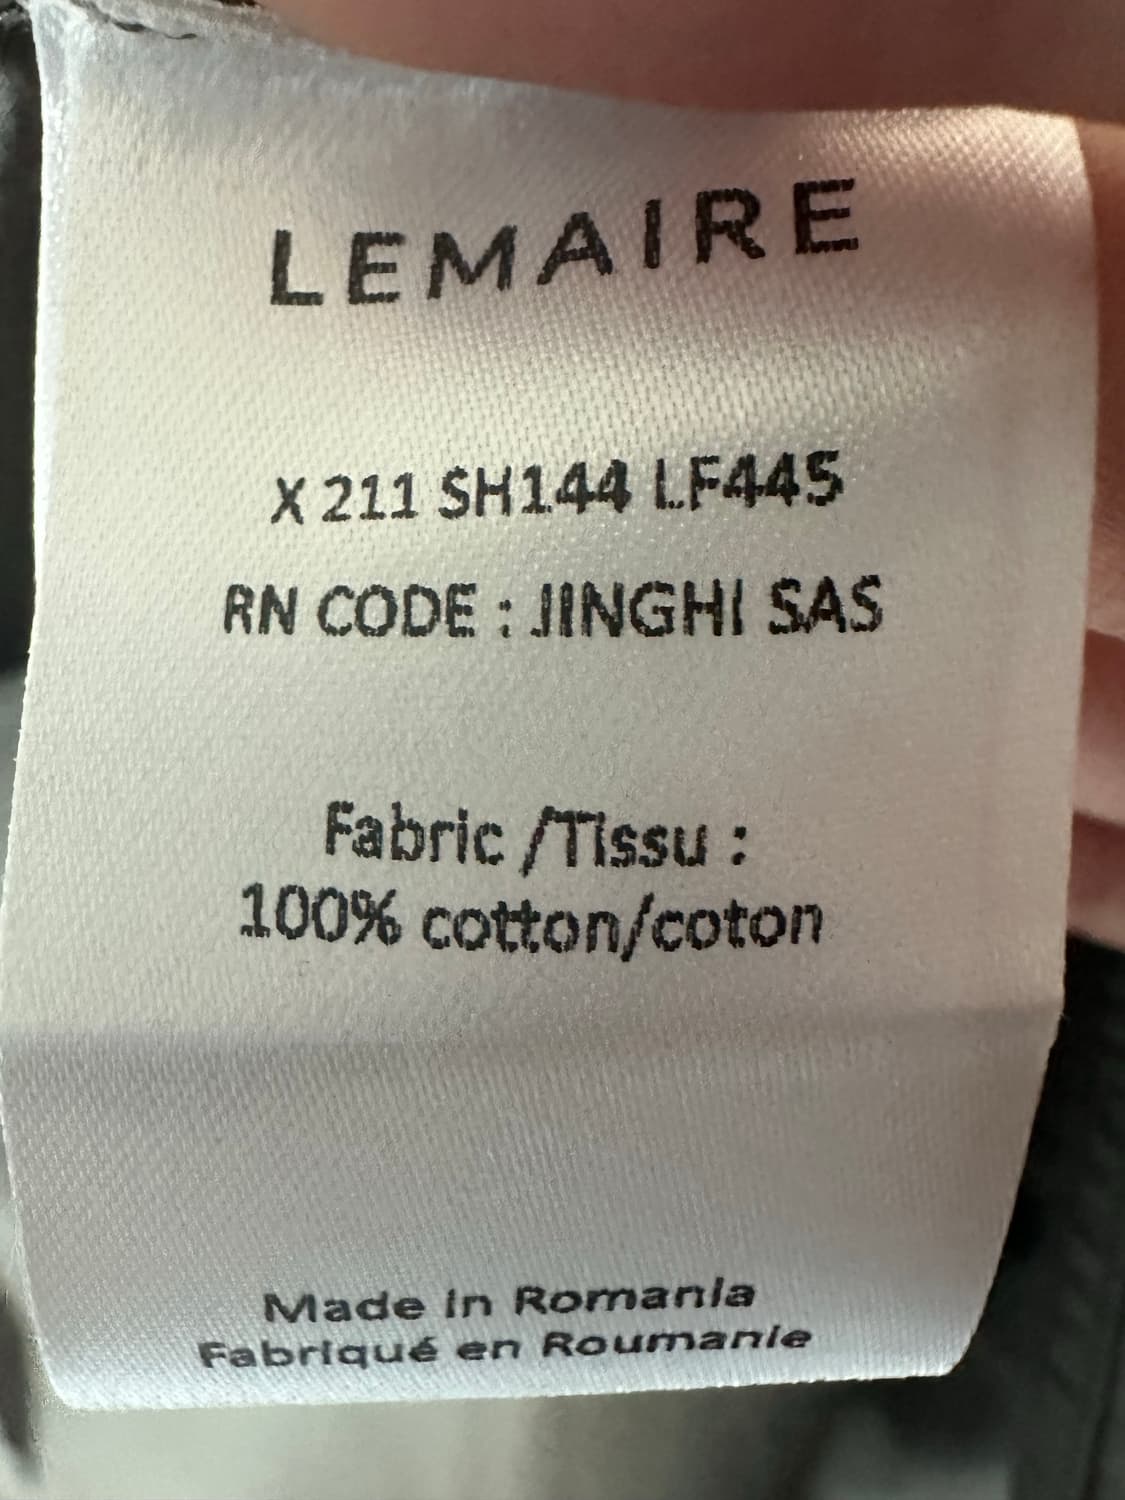 LEMAIRE
X 211 SH144 LF445
RN CODE : JINGHI SAS
Fabric /Tissu :
100% cotton/coton
Made in Romania
Fabriqué en Roumanie